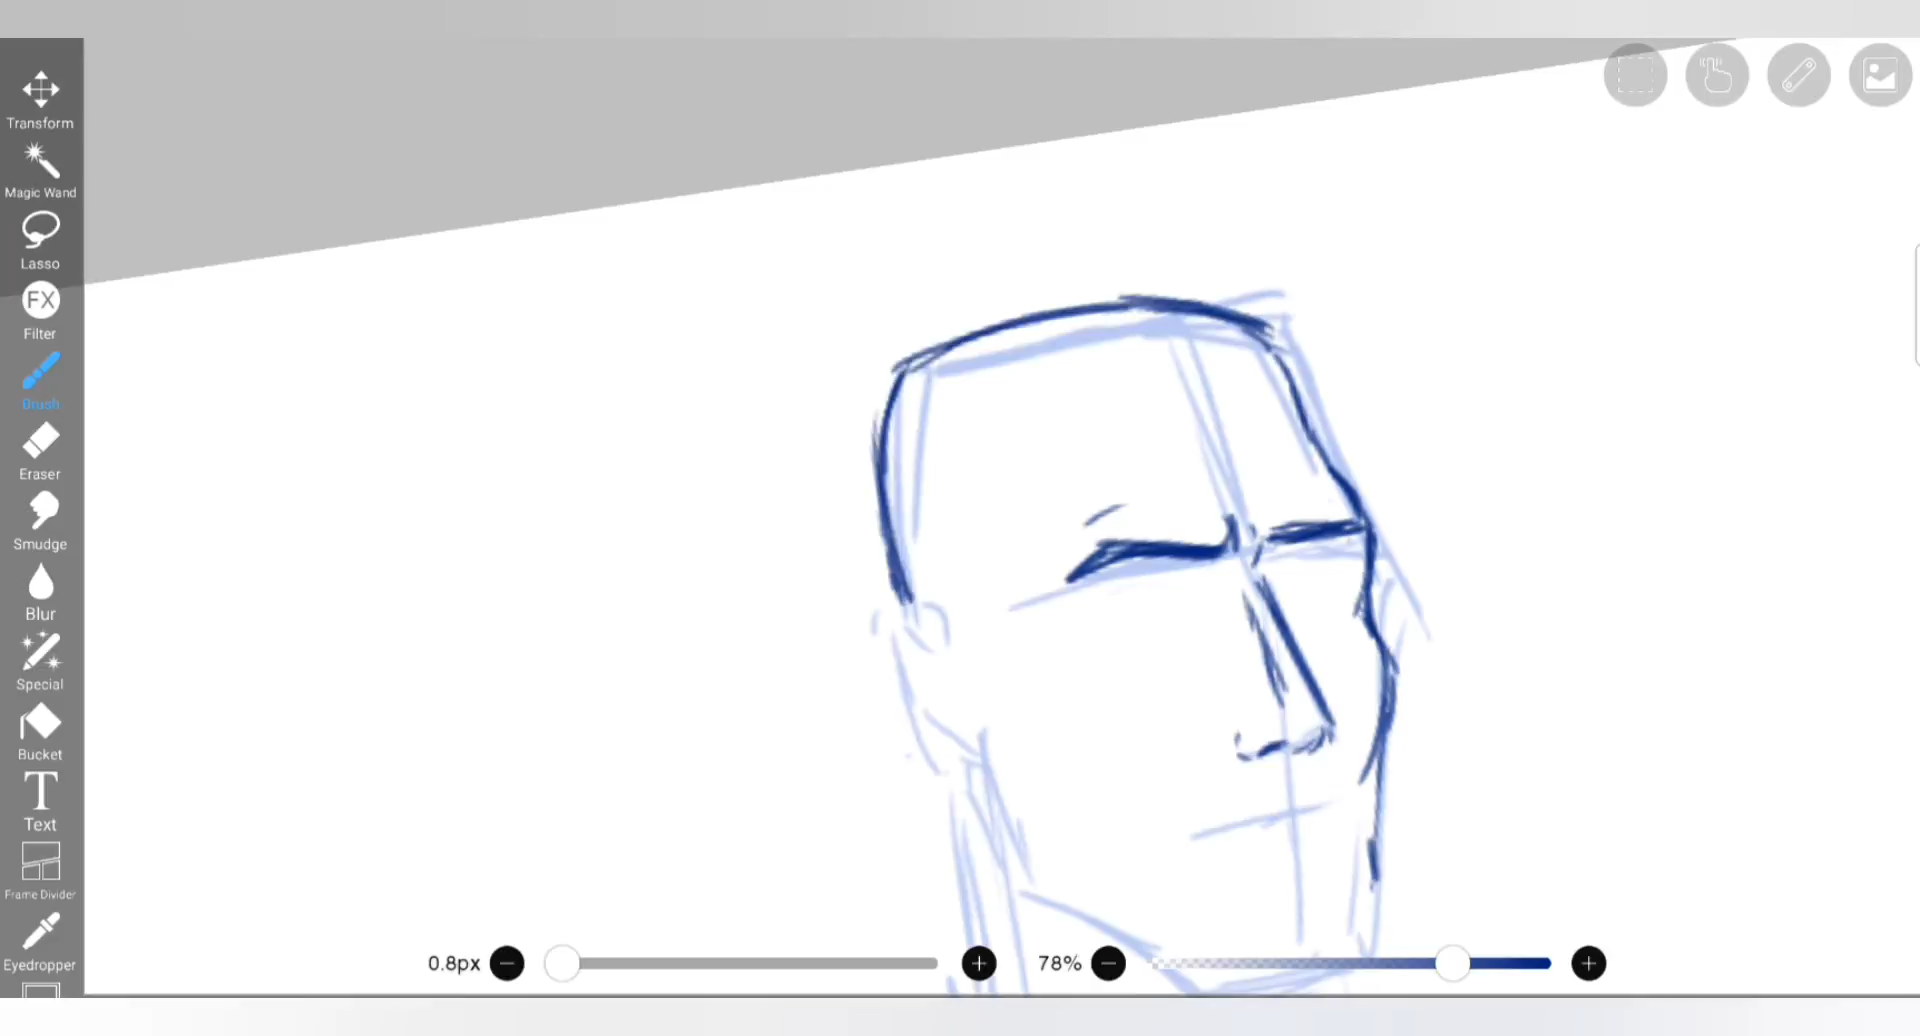 Transform
Magic Wand
Lasso
FX
Filter
Brush
Eraser
Smudge
Blur
Special
Bucket
T
Text
Frame Divider
Eyedropper
0.8px
78%